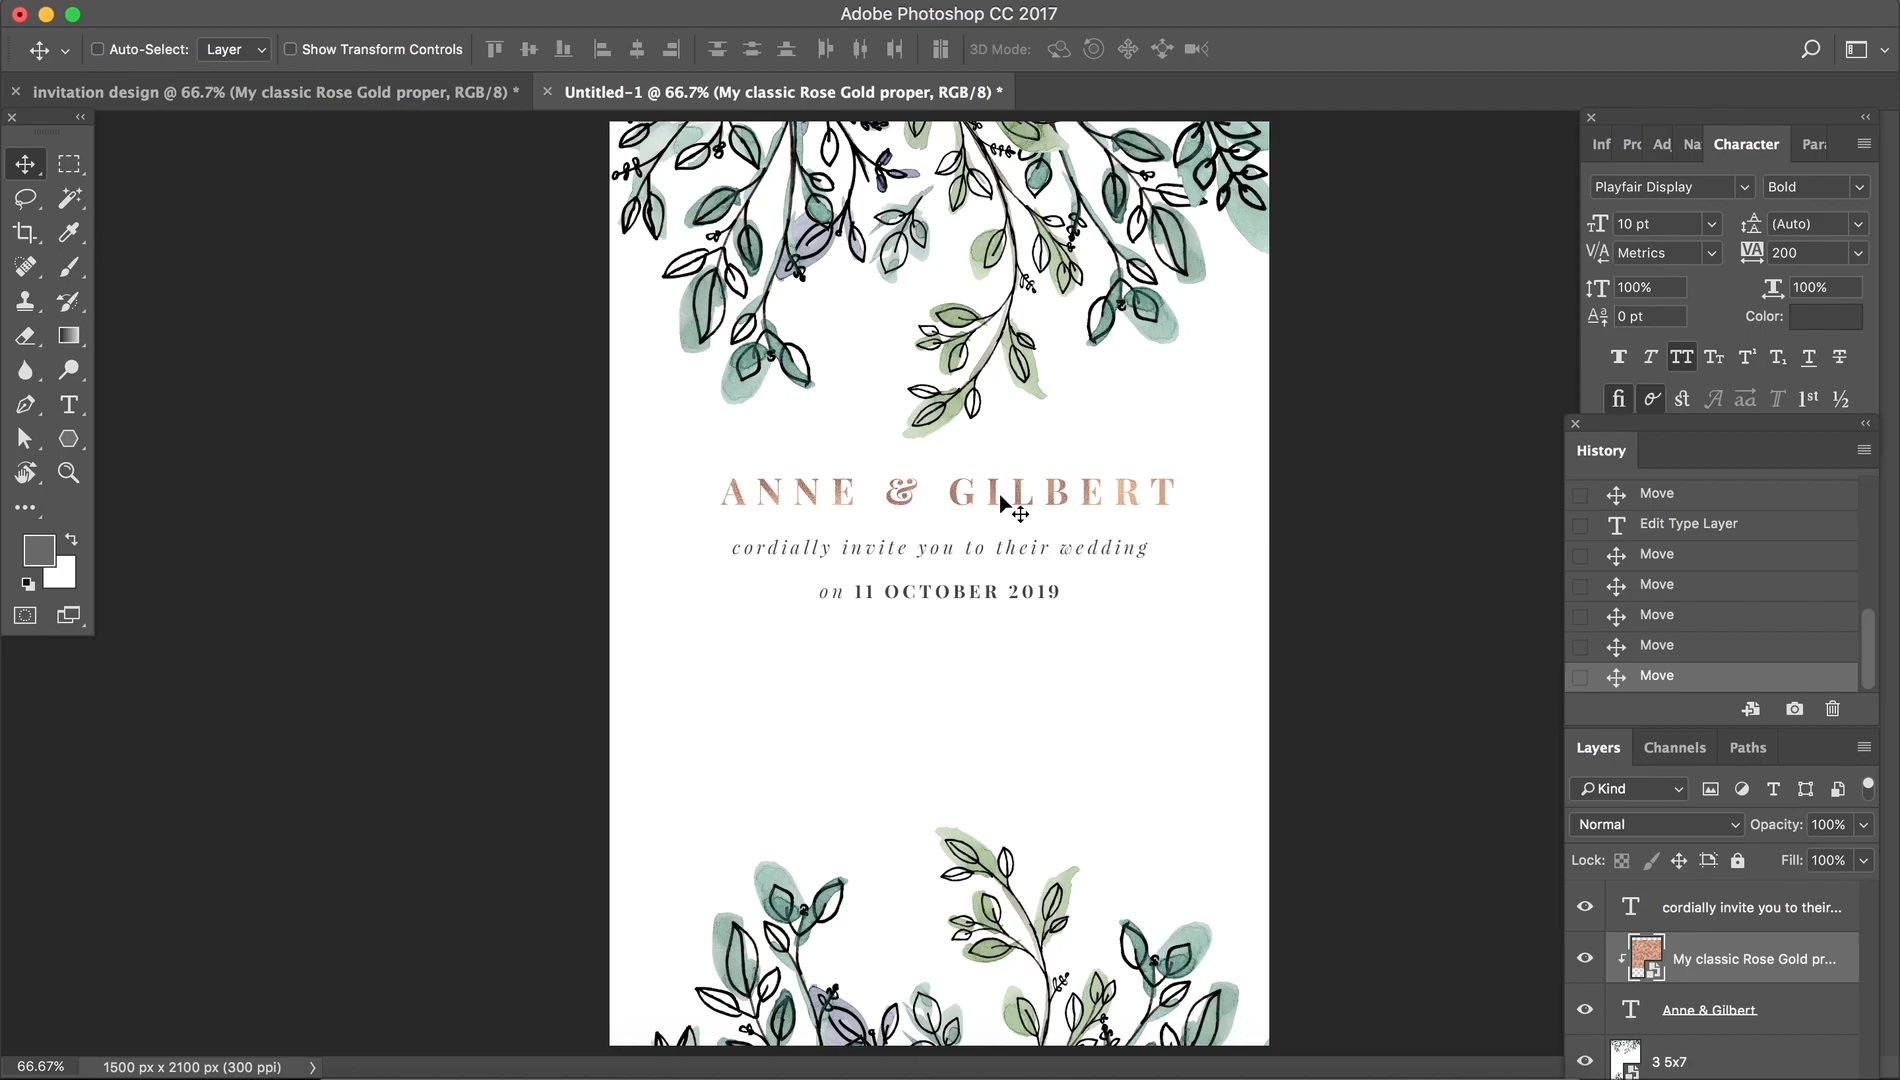 Adobe Photoshop CC 2017
Auto-Select: Layer Show Transform Controls 3D Mode:
invitation design @ 66.7% (My classic Rose Gold proper, RGB/8) *
Untitled-1 @ 66.7% (My classic Rose Gold proper, RGB/8) *
Inf Pro Ad Na Character Para
Playfair Display Bold
10 pt (Auto)
Metrics 200
100% 100%
0 pt Color:
ANNE & GILBERT
cordially invite you to their wedding
on 11 OCTOBER 2019
History
Move
Edit Type Layer
Move
Move
Move
Move
Move
Layers Channels Paths
Kind
Normal Opacity: 100%
Lock: Fill: 100%
cordially invite you to their...
My classic Rose Gold pr...
Anne & Gilbert
3 5x7
66.67% 1500 px x 2100 px (300 ppi)